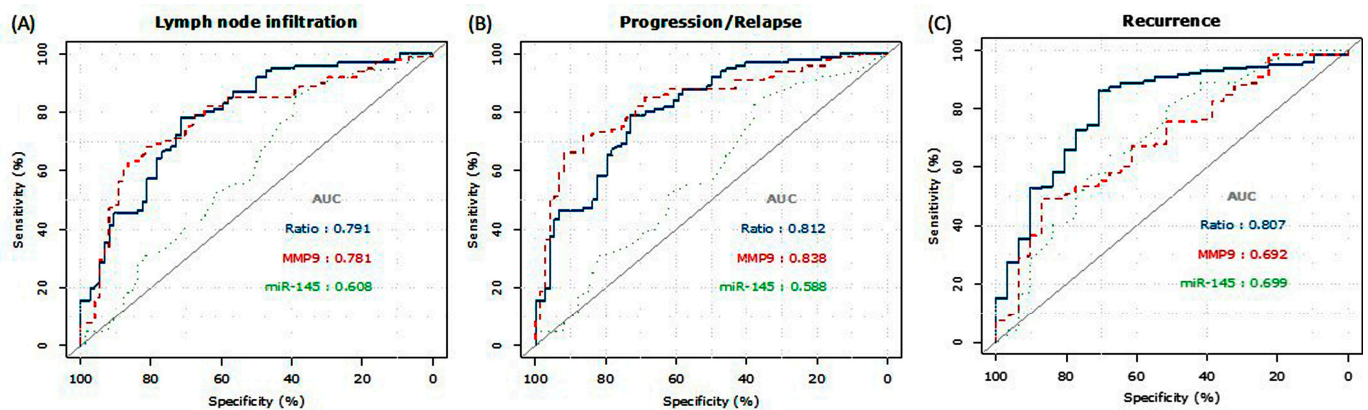 (A) Lymph node infiltration
100
80
60
40
20
0
Sensitivity (%)
AUC
Ratio : 0.791
MMP9 : 0.781
miR-145 : 0.608
100 80 60 40 20 0
Specificity (%)
(B) Progression/Relapse
100
80
60
40
20
0
Sensitivity (%)
AUC
Ratio : 0.812
MMP9 : 0.838
miR-145 : 0.588
100 80 60 40 20 0
Specificity (%)
(C) Recurrence
100
80
60
40
20
0
Sensitivity (%)
AUC
Ratio : 0.807
MMP9 : 0.692
miR-145 : 0.699
100 80 60 40 20 0
Specificity (%)